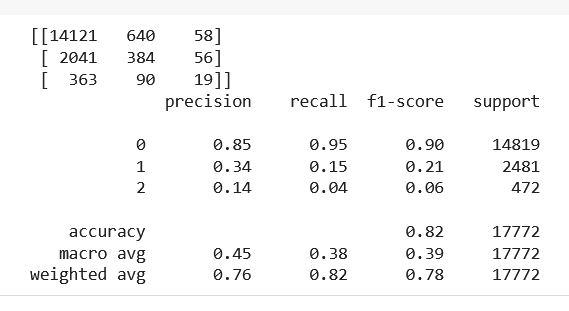 [[14121 640 58]
[ 2041 384 56]
[ 363 90 19]]
precision recall f1-score support
0 0.85 0.95 0.90 14819
1 0.34 0.15 0.21 2481
2 0.14 0.04 0.06 472
accuracy 0.82 17772
macro avg 0.45 0.38 0.39 17772
weighted avg 0.76 0.82 0.78 17772